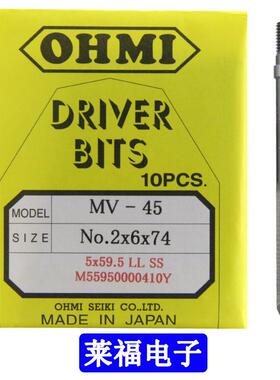 OHMI
DRIVER
BITS
10PCS.
MODEL MV - 45
SIZE No.2x6x74
5x59.5 LL SS
M55950000410Y
OHMI SEIKI CO.,LTD.
MADE IN JAPAN
莱福电子